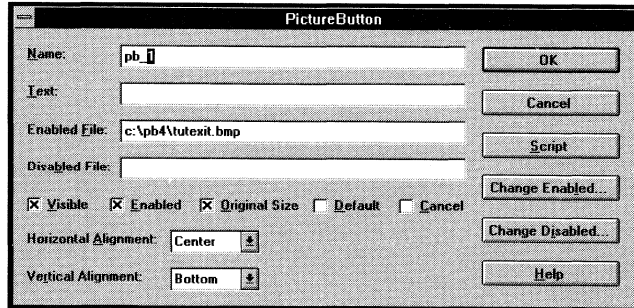 PictureButton
Name: pb_1
OK
Text:
Cancel
Enabled File: c:\pb4\tutexit.bmp
Script
Disabled File:
Change Enabled...
Visible Enabled Original Size Default Cancel
Horizontal Alignment: Center
Change Disabled...
Vertical Alignment: Bottom
Help